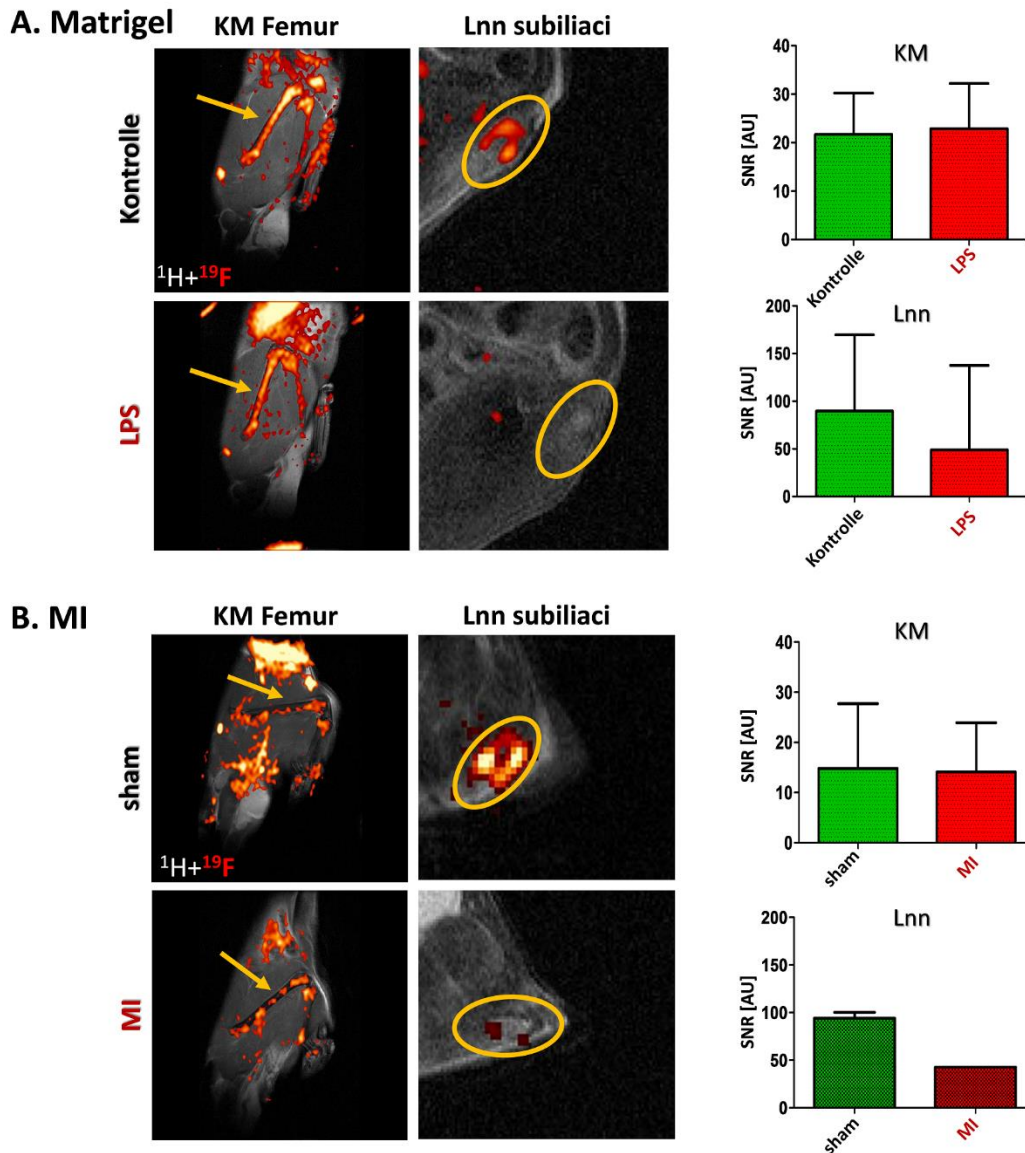 A. Matrigel
KM Femur
Lnn subiliaci
Kontrolle
¹H+¹⁹F
LPS
KM
SNR [AU]
40
30
20
10
0
Kontrolle
LPS
Lnn
SNR [AU]
200
150
100
50
0
Kontrolle
LPS
B. MI
KM Femur
Lnn subiliaci
sham
¹H+¹⁹F
MI
KM
SNR [AU]
40
30
20
10
0
sham
MI
Lnn
SNR [AU]
200
150
100
50
0
sham
MI